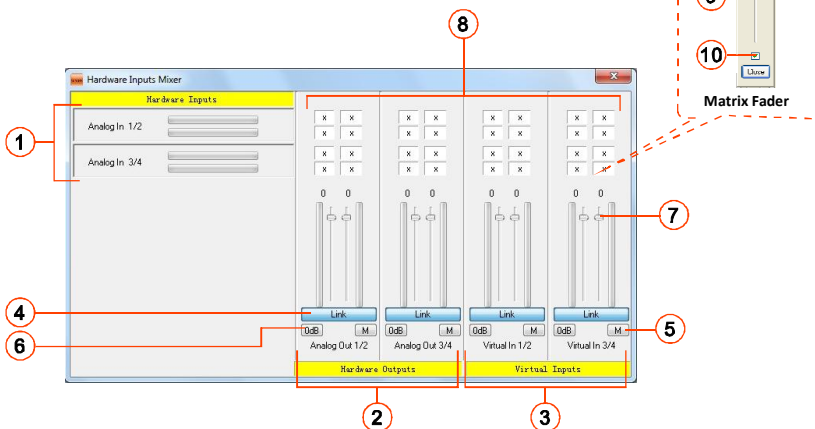 8
9
10
Close
Matrix Fader
Hardware Inputs Mixer
x
Hardware Inputs
1
Analog In 1/2
Analog In 3/4
x x x x x x x x
x x x x x x x x
x x x x x x x x
x x x x x x x x
0 0 0 0 0 0 0 0
7
4
Link Link Link Link
0dB M 0dB M 0dB M 0dB M
5
6
Analog Out 1/2 Analog Out 3/4 Virtual In 1/2 Virtual In 3/4
Hardware Outputs Virtual Inputs
2 3